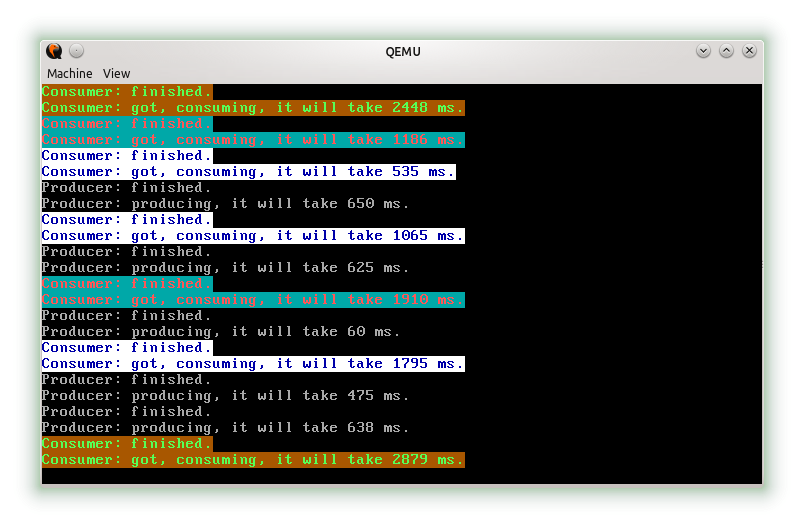 QEMU
Machine View
Consumer: finished.
Consumer: got, consuming, it will take 2448 ms.
Consumer: finished.
Consumer: got, consuming, it will take 1186 ms.
Consumer: finished.
Consumer: got, consuming, it will take 535 ms.
Producer: finished.
Producer: producing, it will take 650 ms.
Consumer: finished.
Consumer: got, consuming, it will take 1065 ms.
Producer: finished.
Producer: producing, it will take 625 ms.
Consumer: finished.
Consumer: got, consuming, it will take 1910 ms.
Producer: finished.
Producer: producing, it will take 60 ms.
Consumer: finished.
Consumer: got, consuming, it will take 1795 ms.
Producer: finished.
Producer: producing, it will take 475 ms.
Producer: finished.
Producer: producing, it will take 638 ms.
Consumer: finished.
Consumer: got, consuming, it will take 2879 ms.